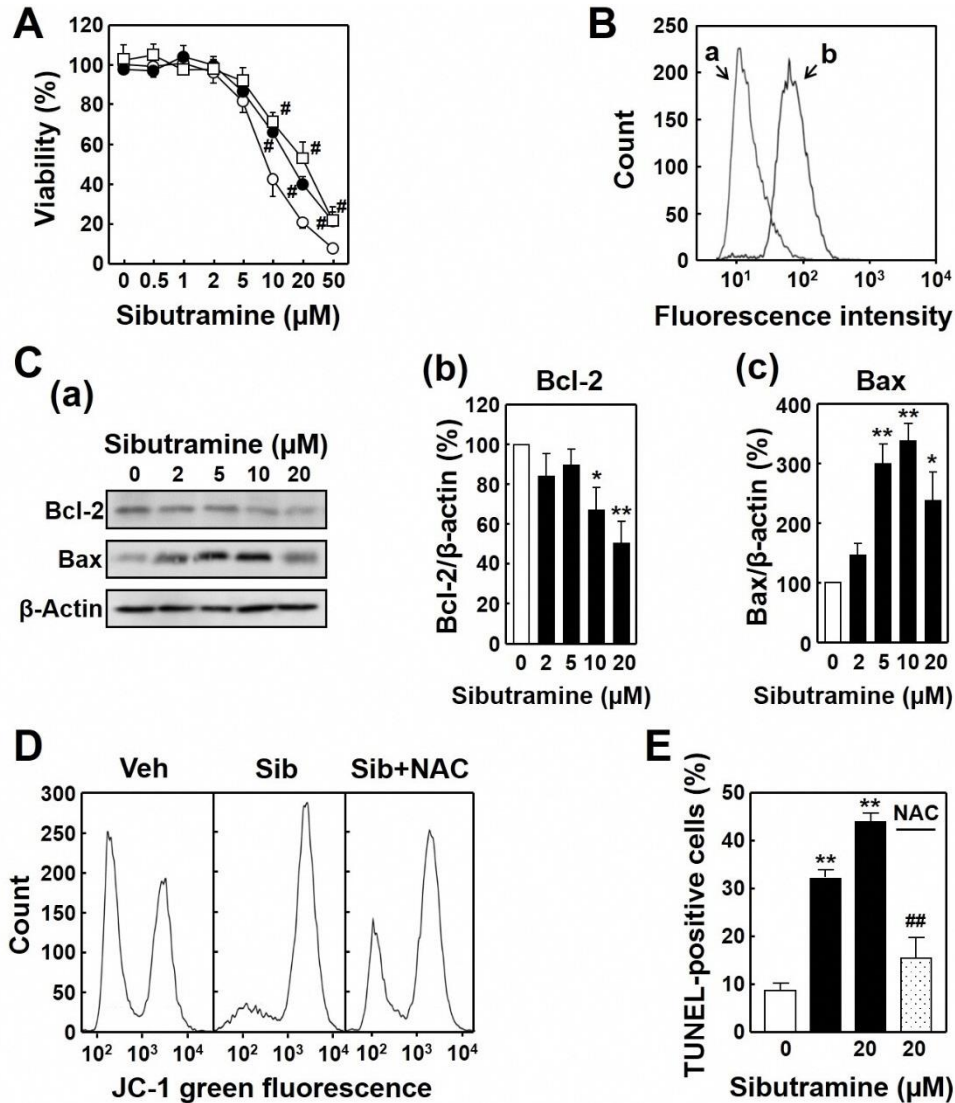 A
Viability (%)
120
100
80
60
40
20
0
# # # # # #
0 0.5 1 2 5 10 20 50
Sibutramine (μM)
B
Count
250
200
150
100
50
0
a b
10¹ 10² 10³ 10⁴
Fluorescence intensity
C
(a)
Sibutramine (μM)
0 2 5 10 20
Bcl-2
Bax
β-Actin
(b)
Bcl-2
Bcl-2/β-actin (%)
120
100
80
60
40
20
0
* **
0 2 5 10 20
Sibutramine (μM)
(c)
Bax
Bax/β-actin (%)
400
300
200
100
0
** ** *
0 2 5 10 20
Sibutramine (μM)
D
Veh Sib Sib+NAC
Count
300
250
200
150
100
50
0
10² 10³ 10⁴ 10² 10³ 10⁴ 10² 10³ 10⁴
JC-1 green fluorescence
E
TUNEL-positive cells (%)
50
40
30
20
10
0
** ** NAC
##
0 20 20
Sibutramine (μM)